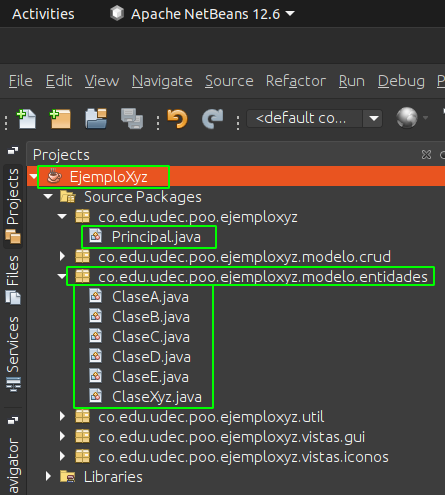 Activities Apache NetBeans 12.6
File Edit View Navigate Source Refactor Run Debug
<default co...
Projects
EjemploXyz
Source Packages
co.edu.udec.poo.ejemploxyz
Principal.java
co.edu.udec.poo.ejemploxyz.modelo.crud
co.edu.udec.poo.ejemploxyz.modelo.entidades
ClaseA.java
ClaseB.java
ClaseC.java
ClaseD.java
ClaseE.java
ClaseXyz.java
co.edu.udec.poo.ejemploxyz.util
co.edu.udec.poo.ejemploxyz.vistas.gui
co.edu.udec.poo.ejemploxyz.vistas.iconos
Libraries
Projects
Files
Services
avigator